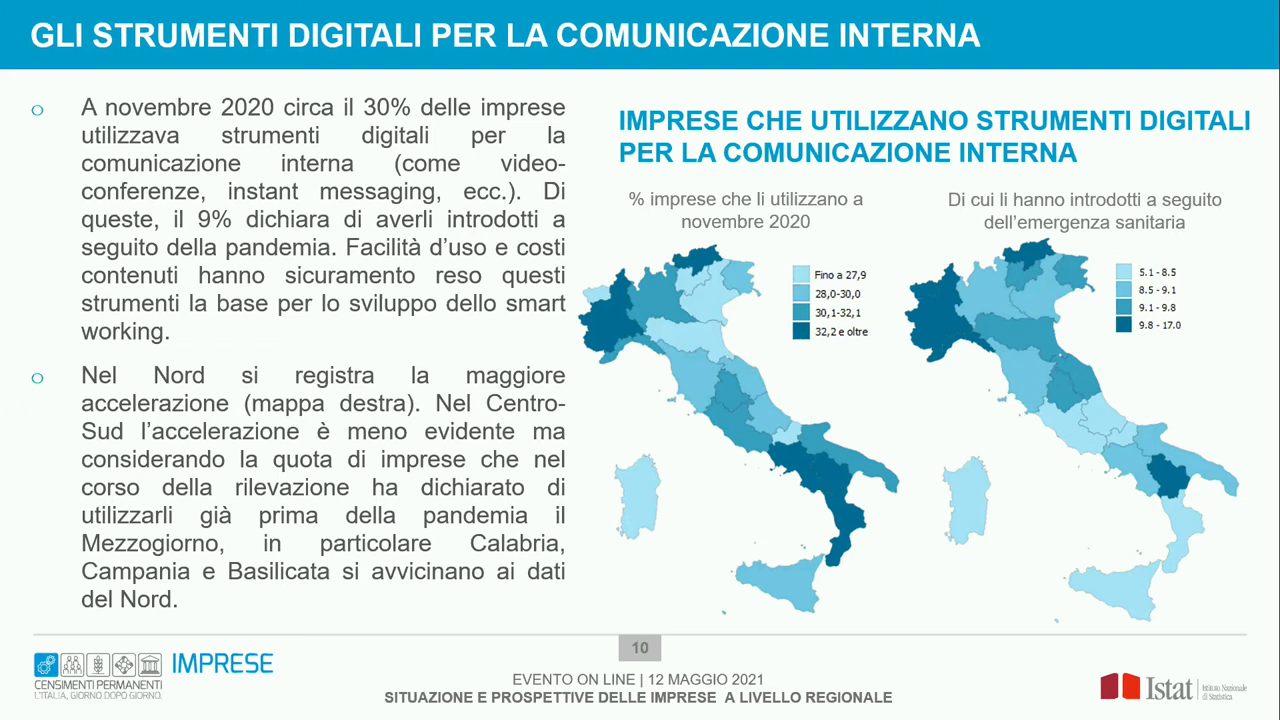 GLI STRUMENTI DIGITALI PER LA COMUNICAZIONE INTERNA
A novembre 2020 circa il 30% delle imprese
utilizzava strumenti digitali per la
comunicazione interna (come video-
conferenze, instant messaging, ecc.). Di
queste, il 9% dichiara di averli introdotti a
seguito della pandemia. Facilità d'uso e costi
contenuti hanno sicuramento reso questi
strumenti la base per lo sviluppo dello smart
working.
Nel Nord si registra la maggiore
accelerazione (mappa destra). Nel Centro-
Sud l'accelerazione è meno evidente ma
considerando la quota di imprese che nel
corso della rilevazione ha dichiarato di
utilizzarli già prima della pandemia il
Mezzogiorno, in particolare Calabria,
Campania e Basilicata si avvicinano ai dati
del Nord.
IMPRESE CHE UTILIZZANO STRUMENTI DIGITALI
PER LA COMUNICAZIONE INTERNA
% imprese che li utilizzano a
novembre 2020
Fino a 27,9
28,0-30,0
30,1-32,1
32,2 e oltre
Di cui li hanno introdotti a seguito
dell'emergenza sanitaria
5.1 - 8.5
8.5 - 9.1
9.1 - 9.8
9.8 - 17.0
IMPRESE
CENSIMENTI PERMANENTI
L'ITALIA, GIORNO DOPO GIORNO.
10
EVENTO ON LINE | 12 MAGGIO 2021
SITUAZIONE E PROSPETTIVE DELLE IMPRESE A LIVELLO REGIONALE
Istat
Istituto Nazionale
di Statistica